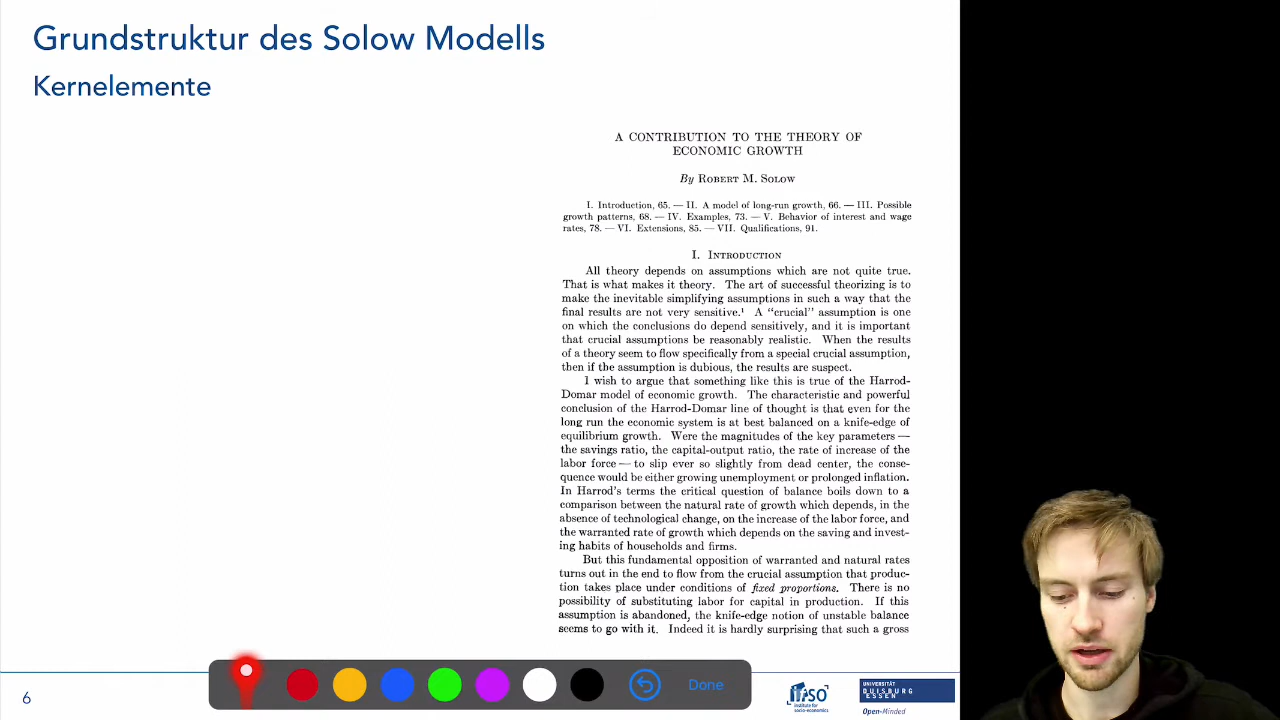 Grundstruktur des Solow Modells
Kernelemente
A CONTRIBUTION TO THE THEORY OF
ECONOMIC GROWTH
By ROBERT M. SOLOW
I. Introduction, 65. — II. A model of long-run growth, 66. — III. Possible
growth patterns, 68. — IV. Examples, 73. — V. Behavior of interest and wage
rates, 78. — VI. Extensions, 85. — VII. Qualifications, 91.
I. INTRODUCTION
All theory depends on assumptions which are not quite true.
That is what makes it theory. The art of successful theorizing is to
make the inevitable simplifying assumptions in such a way that the
final results are not very sensitive.¹ A “crucial” assumption is one
on which the conclusions do depend sensitively, and it is important
that crucial assumptions be reasonably realistic. When the results
of a theory seem to flow specifically from a special crucial assumption,
then if the assumption is dubious, the results are suspect.
I wish to argue that something like this is true of the Harrod-
Domar model of economic growth. The characteristic and powerful
conclusion of the Harrod-Domar line of thought is that even for the
long run the economic system is at best balanced on a knife-edge of
equilibrium growth. Were the magnitudes of the key parameters —
the savings ratio, the capital-output ratio, the rate of increase of the
labor force — to slip ever so slightly from dead center, the conse-
quence would be either growing unemployment or prolonged inflation.
In Harrod's terms the critical question of balance boils down to a
comparison between the natural rate of growth which depends, in the
absence of technological change, on the increase of the labor force, and
the warranted rate of growth which depends on the saving and invest-
ing habits of households and firms.
But this fundamental opposition of warranted and natural rates
turns out in the end to flow from the crucial assumption that produc-
tion takes place under conditions of fixed proportions. There is no
possibility of substituting labor for capital in production. If this
assumption is abandoned, the knife-edge notion of unstable balance
seems to go with it. Indeed it is hardly surprising that such a gross
Done
6
ifso
institute for
socio-economics
UNIVERSITÄT
DUISBURG
ESSEN
Open-Minded